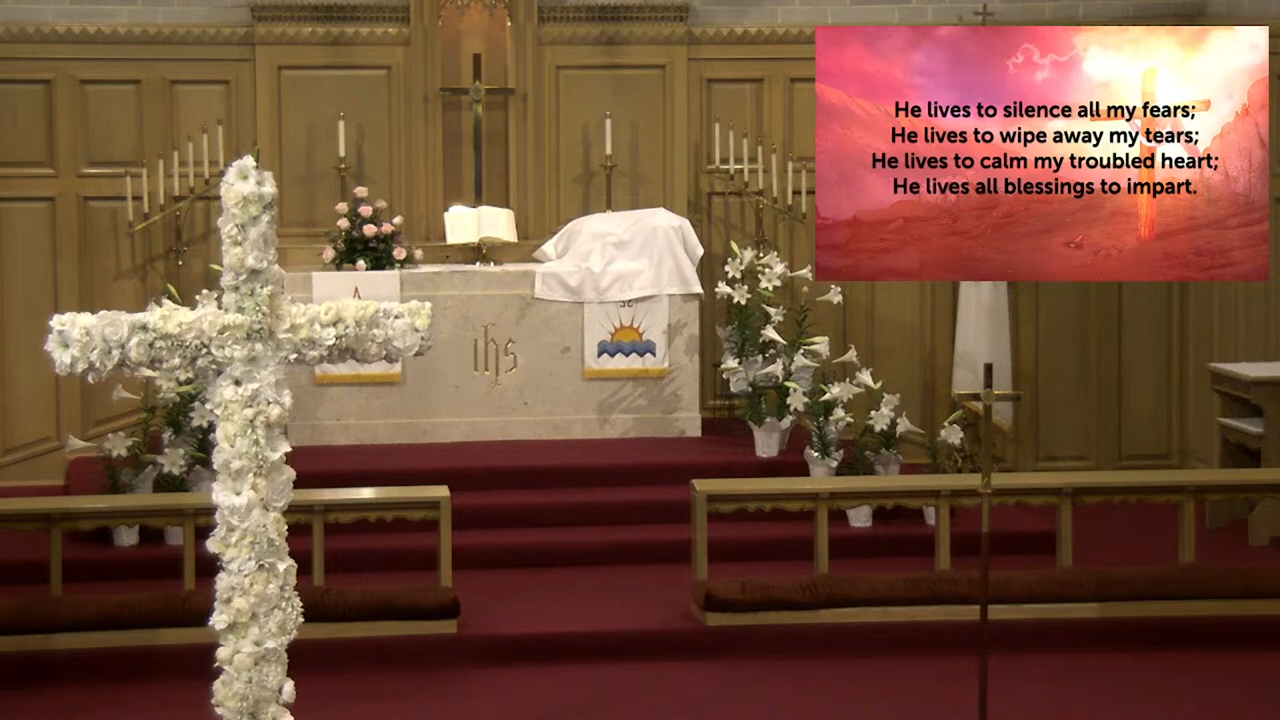 He lives to silence all my fears;
He lives to wipe away my tears;
He lives to calm my troubled heart;
He lives all blessings to impart.
ihs